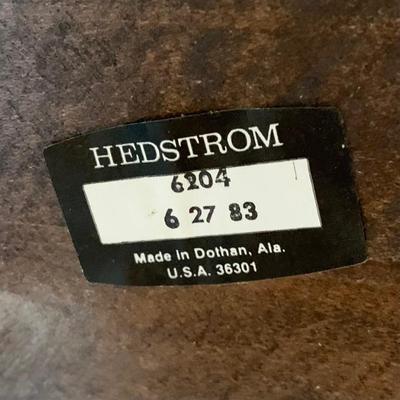 HEDSTROM
6204
6 27 83
Made in Dothan, Ala.
U.S.A. 36301